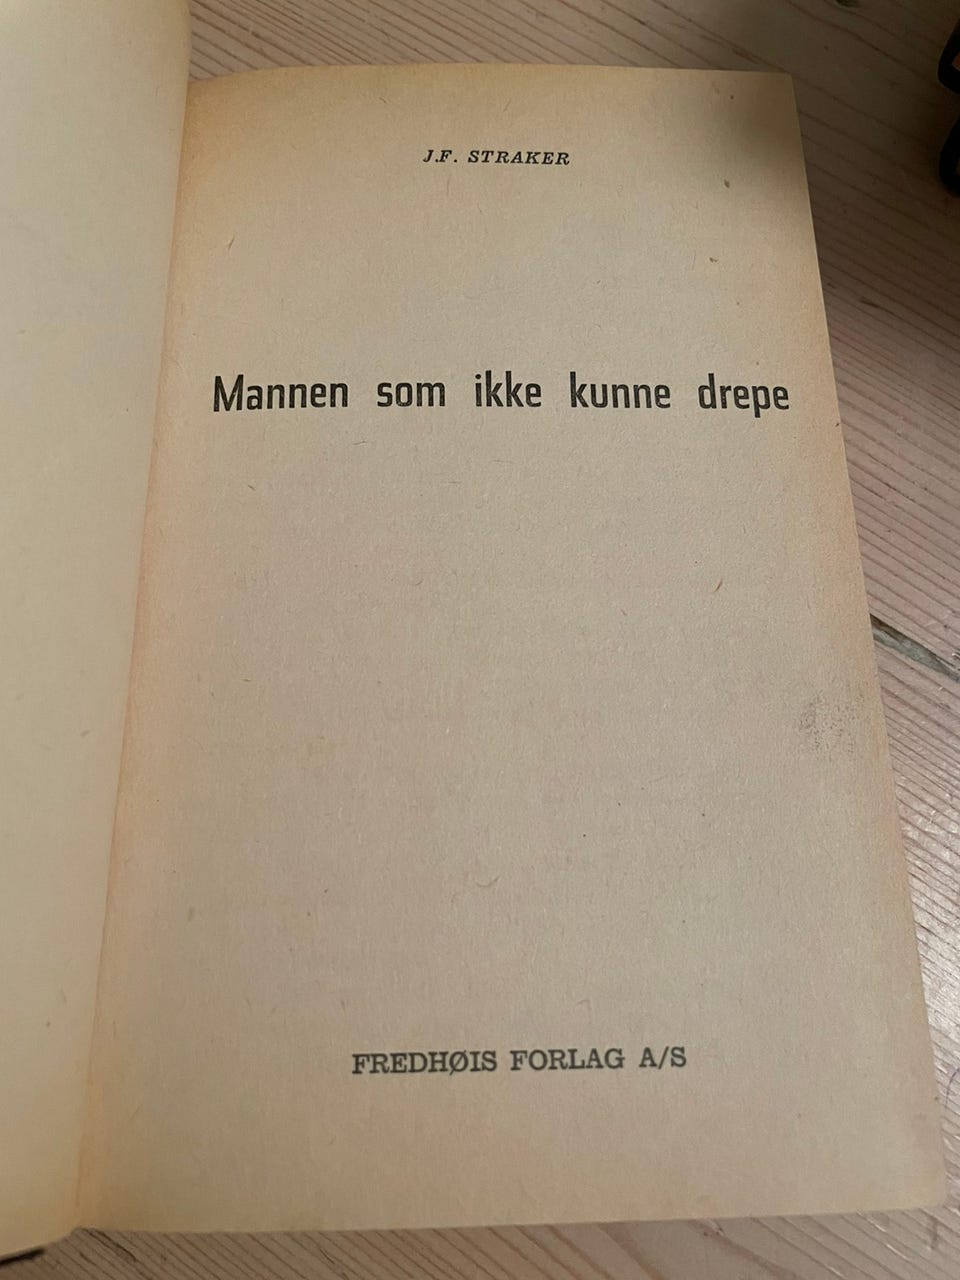 J.F. STRAKER
Mannen som ikke kunne drepe
FREDHØIS FORLAG A/S